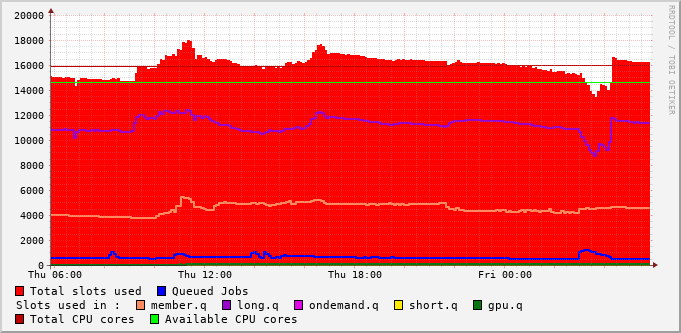 20000
18000
16000
14000
12000
10000
8000
6000
4000
2000
0
Thu 06:00 Thu 12:00 Thu 18:00 Fri 00:00
RRDTOOL / TOBI OETIKER
Total slots used Queued Jobs
Slots used in : member.q long.q ondemand.q short.q gpu.q
Total CPU cores Available CPU cores